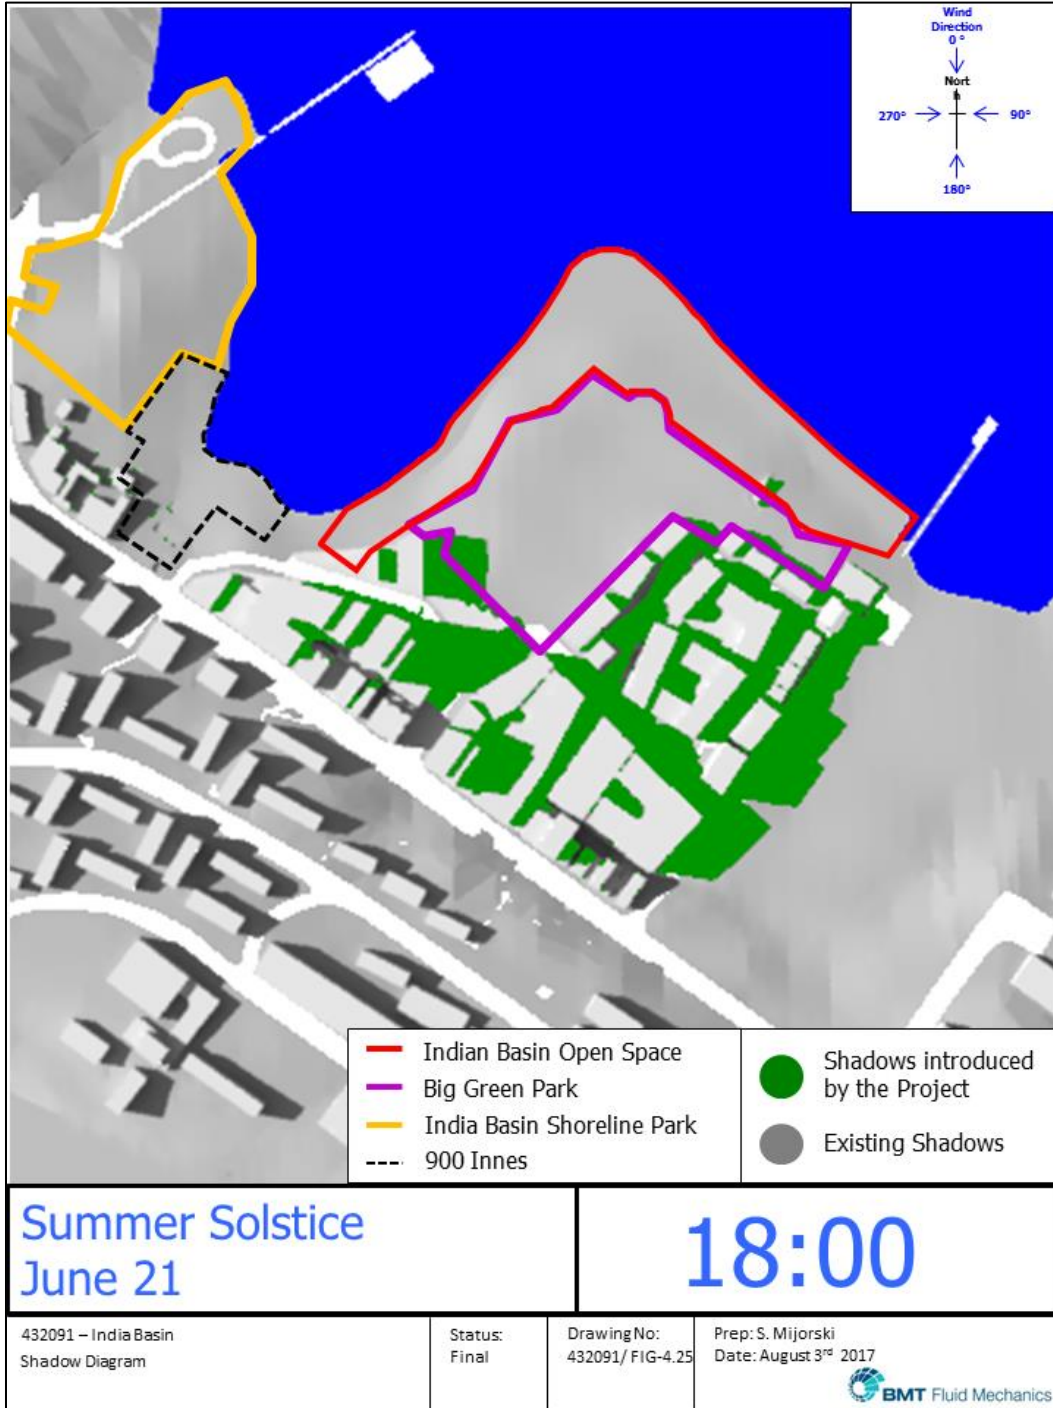 Wind
Direction
0 °
Nort
h
270°
90°
180°
Indian Basin Open Space
Big Green Park
India Basin Shoreline Park
900 Innes
Shadows introduced
by the Project
Existing Shadows
Summer Solstice
June 21
18:00
432091 – India Basin
Shadow Diagram
Status:
Final
Drawing No:
432091/ FIG-4.25
Prep: S. Mijorski
Date: August 3rd 2017
BMT Fluid Mechanics